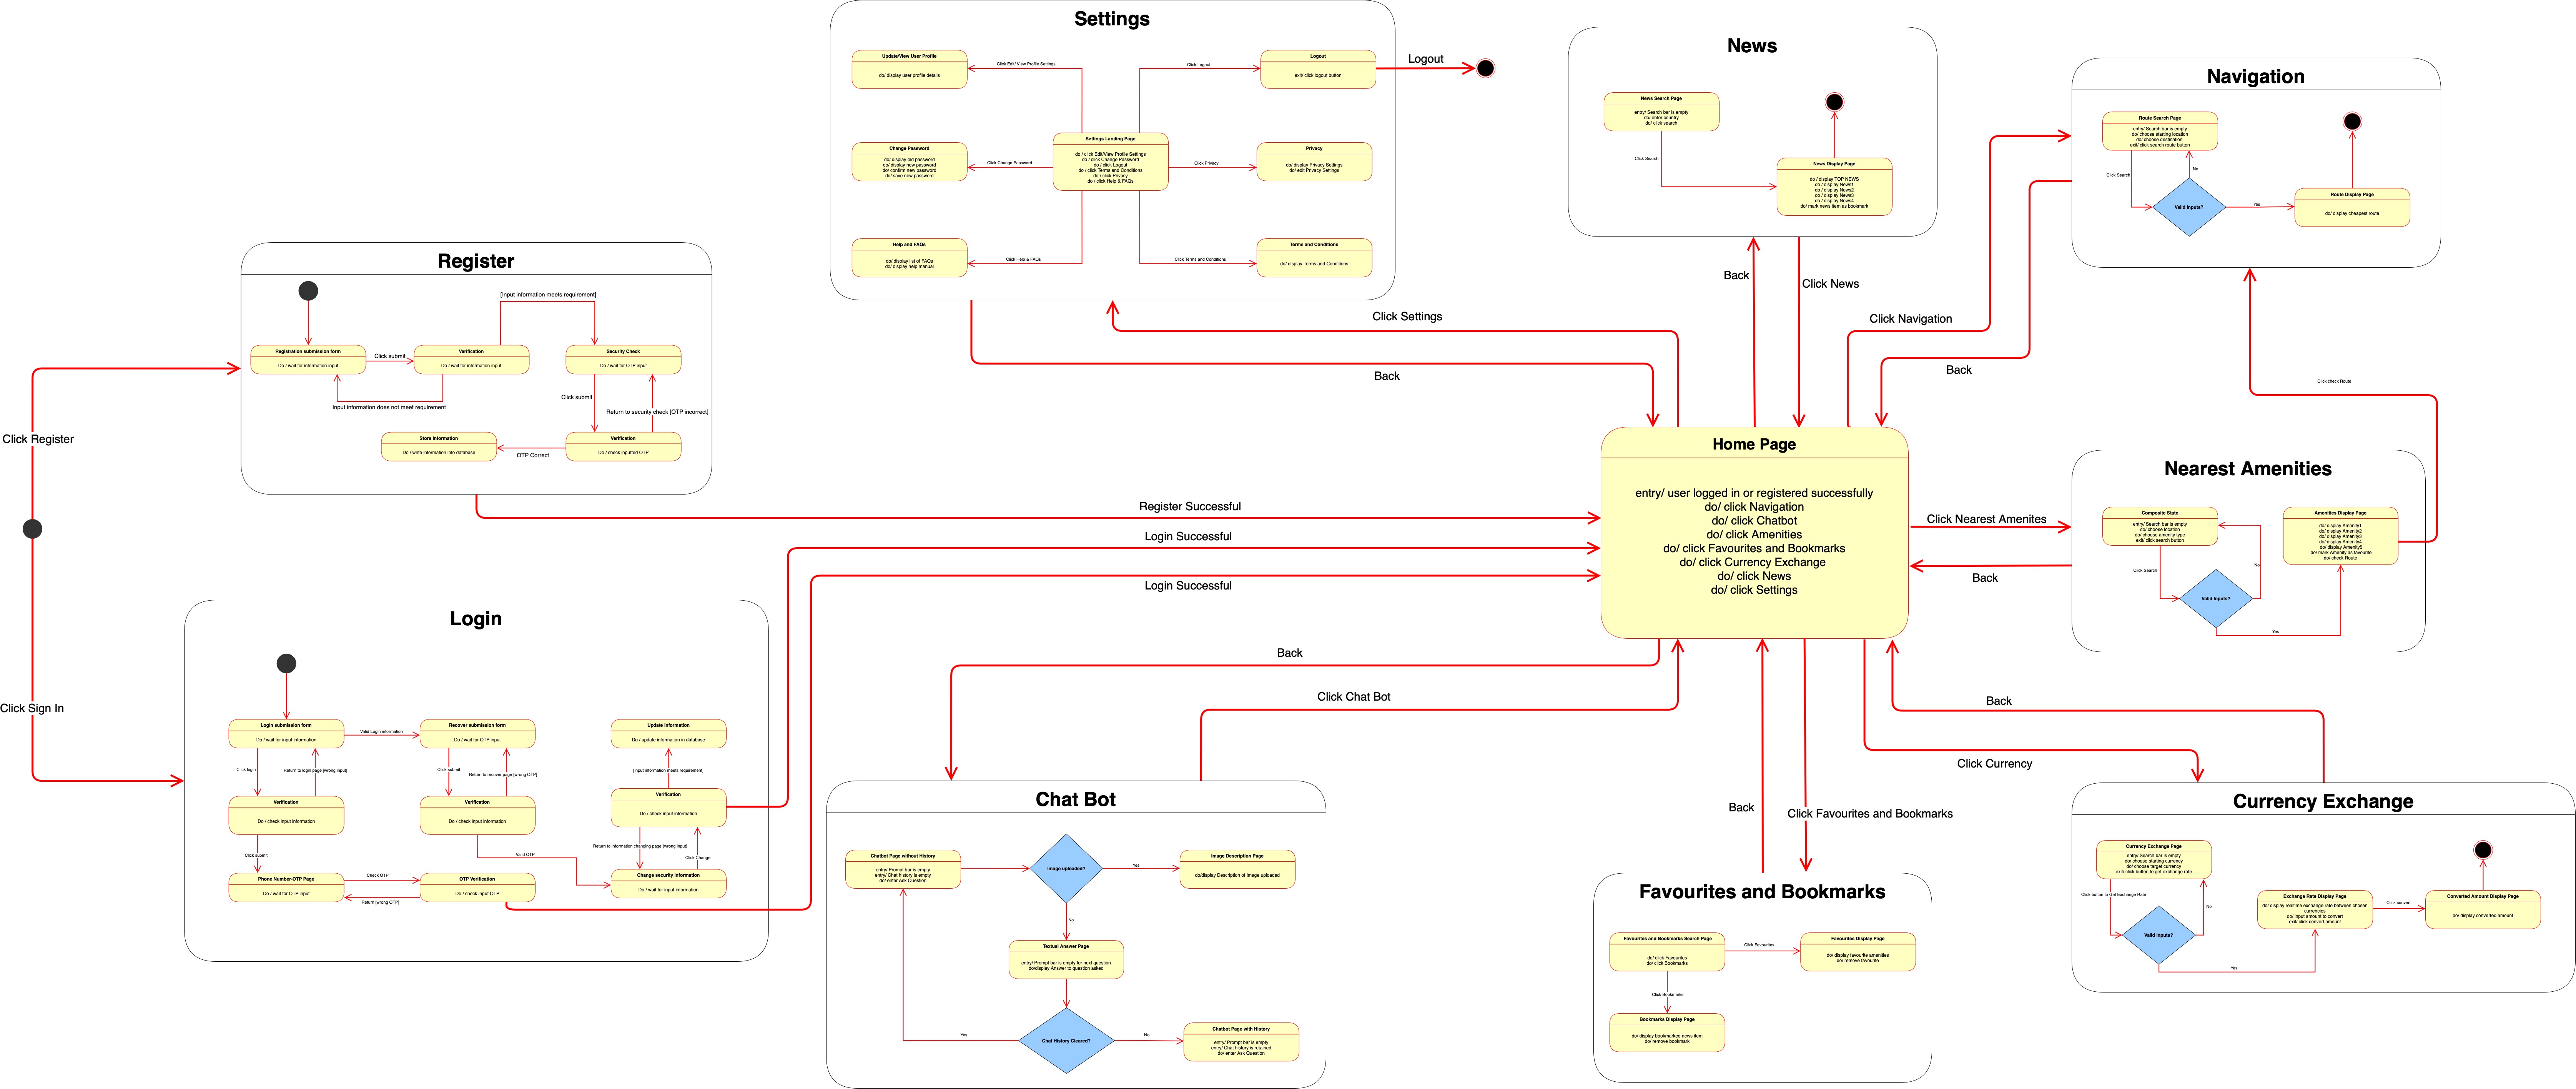 Settings
Update/View User Profile
do/ display user profile details
Click Edit/ View Profile Settings
Click Logout
Logout
exit/ click logout button
Logout
Change Password
do/ display old password
do/ display new password
do/ confirm new password
do/ save new password
Click Change Password
Settings Landing Page
do / click Edit/View Profile Settings
do / click Change Password
do / click Logout
do / click Terms and Conditions
do / click Privacy
do / click Help & FAQs
Click Privacy
Privacy
do/ display Privacy Settings
do/ edit Privacy Settings
Help and FAQs
do/ display list of FAQs
do/ display help manual
Click Help & FAQs
Click Terms and Conditions
Terms and Conditions
do/ display Terms and Conditions
News
News Search Page
entry/ Search bar is empty
do/ enter country
do/ click search
Click Search
News Display Page
do / display TOP NEWS
do / display News1
do / display News2
do / display News3
do / display News4
do/ mark news item as bookmark
Navigation
Route Search Page
entry/ Search bar is empty
do/ choose starting location
do/ choose destination
exit/ click search route button
Click Search
No
Valid Inputs?
Yes
Route Display Page
do/ display cheapest route
Register
[Input information meets requirement]
Registration submission form
Do / wait for information input
Click submit
Verification
Do / wait for information input
Security Check
Do / wait for OTP input
Input information does not meet requirement
Click submit
Return to security check [OTP incorrect]
Store Information
Do / write information into database
OTP Correct
Verification
Do / check inputted OTP
Click Settings
Back
Back
Click News
Click Navigation
Back
Click check Route
Click Register
Click Sign In
Register Successful
Login Successful
Login Successful
Home Page
entry/ user logged in or registered successfully
do/ click Navigation
do/ click Chatbot
do/ click Amenities
do/ click Favourites and Bookmarks
do/ click Currency Exchange
do/ click News
do/ click Settings
Click Nearest Amenites
Back
Nearest Amenities
Composite State
entry/ Search bar is empty
do/ choose location
do/ choose amenity type
exit/ click search button
Click Search
No
Valid Inputs?
Yes
Amenities Display Page
do/ display Amenity1
do/ display Amenity2
do/ display Amenity3
do/ display Amenity4
do/ display Amenity5
do/ mark Amenity as favourite
do/ check Route
Login
Login submission form
Do / wait for input information
Valid Login information
Recover submission form
Do / wait for OTP input
Update information
Do / update information in database
Click login
Return to login page [wrong input]
Click submit
Return to recover page [wrong OTP]
[Input information meets requirement]
Verification
Do / check input information
Verification
Do / check input information
Verification
Do / check input information
Click submit
Valid OTP
Return to information changing page (wrong input)
Click Change
Phone Number-OTP Page
Do / wait for OTP input
Check OTP
Return [wrong OTP]
OTP Verification
Do / check input OTP
Change security information
Do / wait for input information
Back
Click Chat Bot
Back
Click Favourites and Bookmarks
Back
Click Currency
Chat Bot
Chatbot Page without History
entry/ Prompt bar is empty
entry/ Chat history is empty
do/ enter Ask Question
Image uploaded?
Yes
Image Description Page
do/display Description of Image uploaded
No
Textual Answer Page
entry/ Prompt bar is empty for next question
do/display Answer to question asked
Chat History Cleared?
Yes
No
Chatbot Page with History
entry/ Prompt bar is empty
entry/ Chat history is retained
do/ enter Ask Question
Favourites and Bookmarks
Favourites and Bookmarks Search Page
do/ click Favourites
do/ click Bookmarks
Click Favourites
Favourites Display Page
do/ display favourite amenities
do/ remove favourite
Click Bookmarks
Bookmarks Display Page
do/ display bookmarked news item
do/ remove bookmark
Currency Exchange
Currency Exchange Page
entry/ Search bar is empty
do/ choose starting currency
do/ choose target currency
exit/ click button to get exchange rate
Click button to Get Exchange Rate
No
Valid Inputs?
Yes
Exchange Rate Display Page
do/ display realtime exchange rate between chosen
currencies
do/ input amount to convert
exit/ click convert amount
Click convert
Converted Amount Display Page
do/ display converted amount